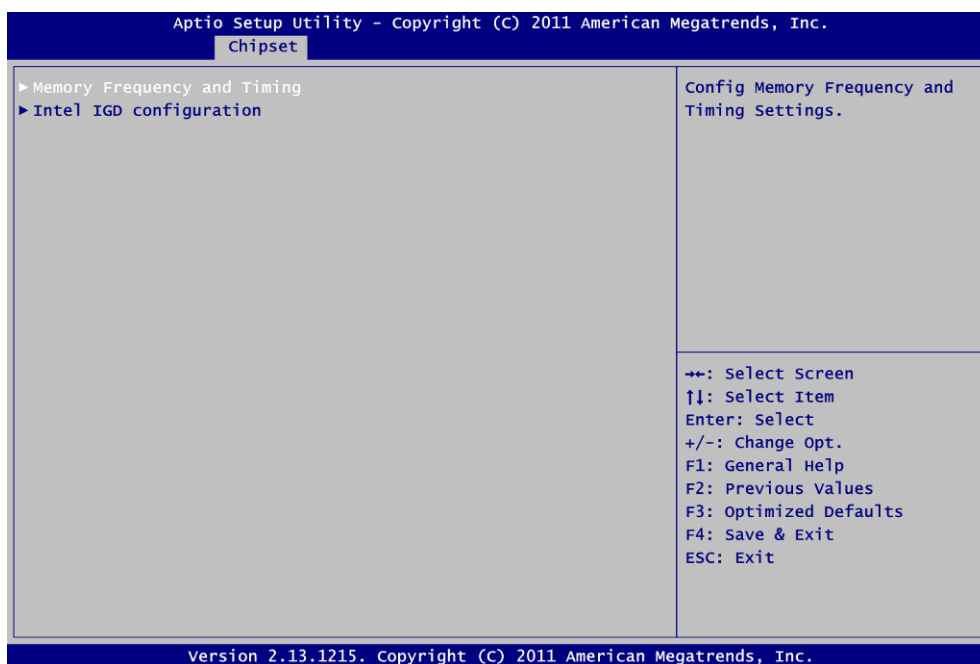 Aptio Setup Utility – Copyright (C) 2011 American Megatrends, Inc.
Chipset
►Memory Frequency and Timing
►Intel IGD configuration
Config Memory Frequency and
Timing Settings.
→←: Select Screen
↑↓: Select Item
Enter: Select
+/-: Change Opt.
F1: General Help
F2: Previous Values
F3: Optimized Defaults
F4: Save & Exit
ESC: Exit
Version 2.13.1215. Copyright (C) 2011 American Megatrends, Inc.